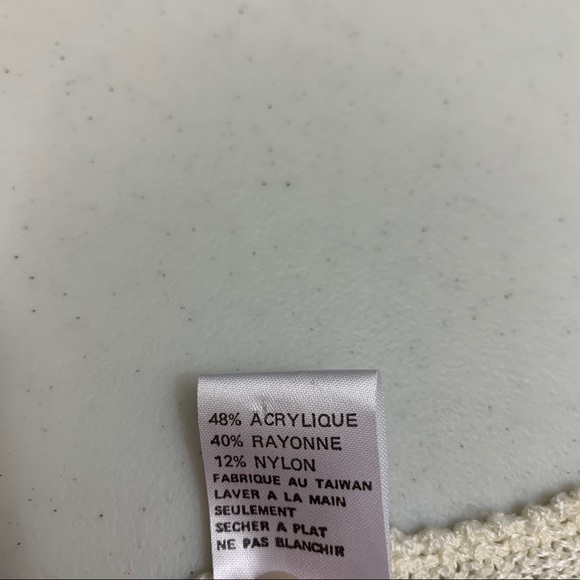 48% ACRYLIQUE
40% RAYONNE
12% NYLON
FABRIQUE AU TAIWAN
LAVER A LA MAIN
SEULEMENT
SECHER A PLAT
NE PAS BLANCHIR